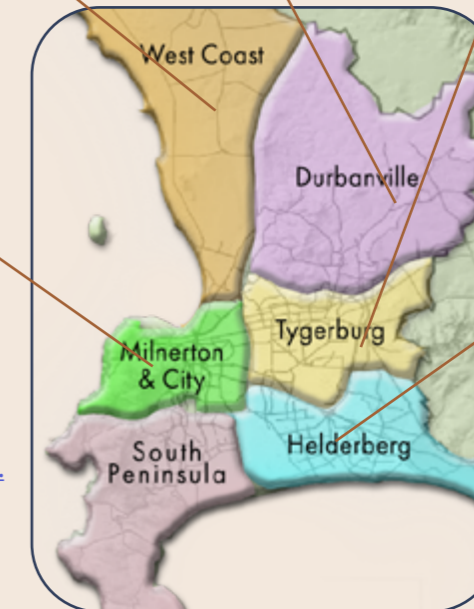 West Coast
Durbanville
Tygerburg
Milnerton
& City
Helderberg
South
Peninsula